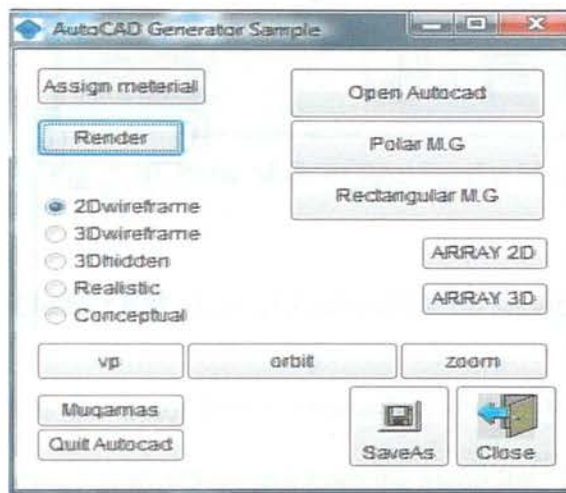 AutoCAD Generator Sample
Assign meterial
Open Autocad
Render
Polar M.G
Rectangular M.G
2Dwireframe
3Dwireframe
3Dhidden
Realistic
Conceptual
ARRAY 2D
ARRAY 3D
vp orbit zoom
Muqarnas
Quit Autocad
SaveAs Close